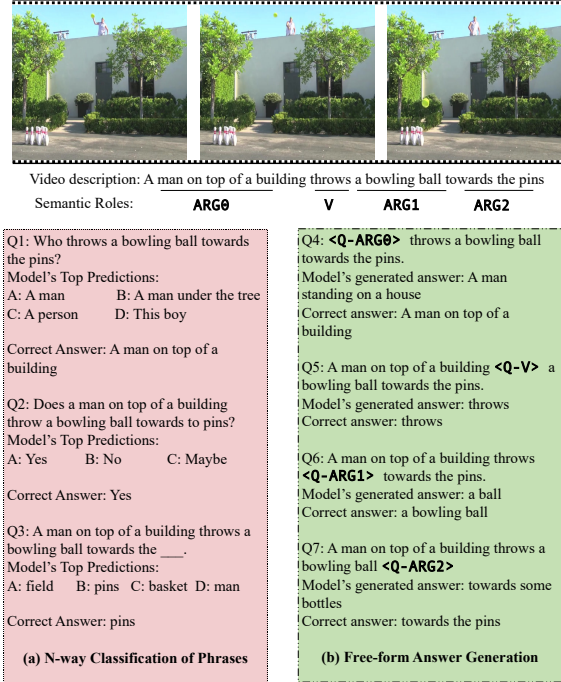 Video description: A man on top of a building throws a bowling ball towards the pins
Semantic Roles: ARG0 V ARG1 ARG2
Q1: Who throws a bowling ball towards
the pins?
Model's Top Predictions:
A: A man B: A man under the tree
C: A person D: This boy
Correct Answer: A man on top of a
building
Q2: Does a man on top of a building
throw a bowling ball towards to pins?
Model's Top Predictions:
A: Yes B: No C: Maybe
Correct Answer: Yes
Q3: A man on top of a building throws a
bowling ball towards the ___.
Model's Top Predictions:
A: field B: pins C: basket D: man
Correct Answer: pins
(a) N-way Classification of Phrases
Q4: <Q-ARG0> throws a bowling ball
towards the pins.
Model's generated answer: A man
standing on a house
Correct answer: A man on top of a
building
Q5: A man on top of a building <Q-V> a
bowling ball towards the pins.
Model's generated answer: throws
Correct answer: throws
Q6: A man on top of a building throws
<Q-ARG1> towards the pins.
Model's generated answer: a ball
Correct answer: a bowling ball
Q7: A man on top of a building throws a
bowling ball <Q-ARG2>
Model's generated answer: towards some
bottles
Correct answer: towards the pins
(b) Free-form Answer Generation